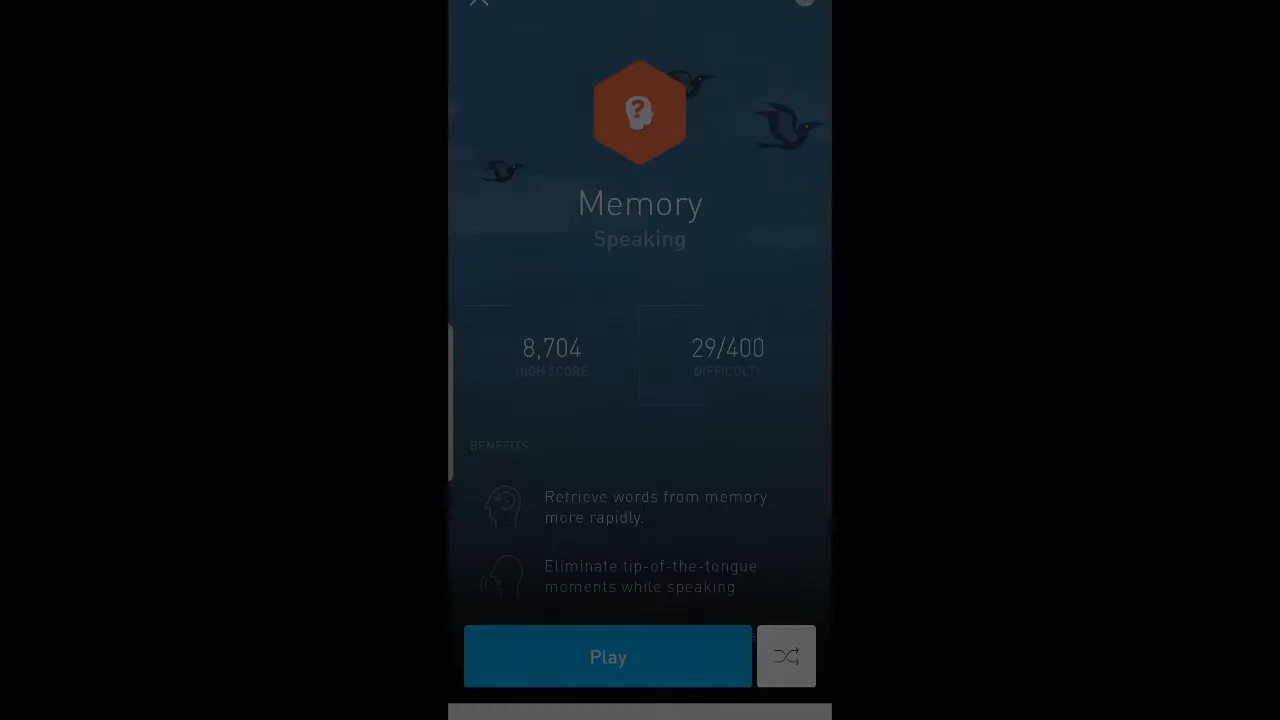 ?
Memory
Speaking
8,704 29/400
HIGH SCORE DIFFICULTY
BENEFITS
Retrieve words from memory
more rapidly.
Eliminate tip-of-the-tongue
moments while speaking
Play